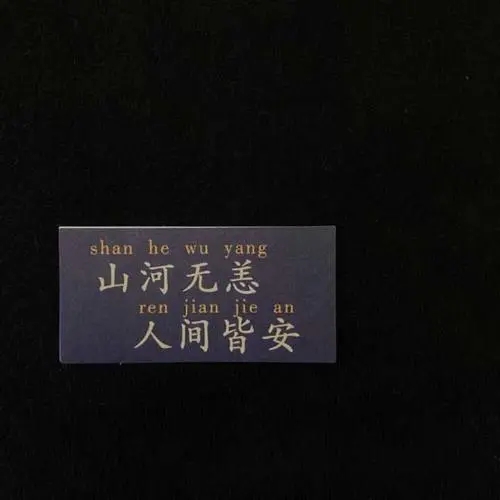 shan he wu yang
山河无恙
ren jian jie an
人间皆安